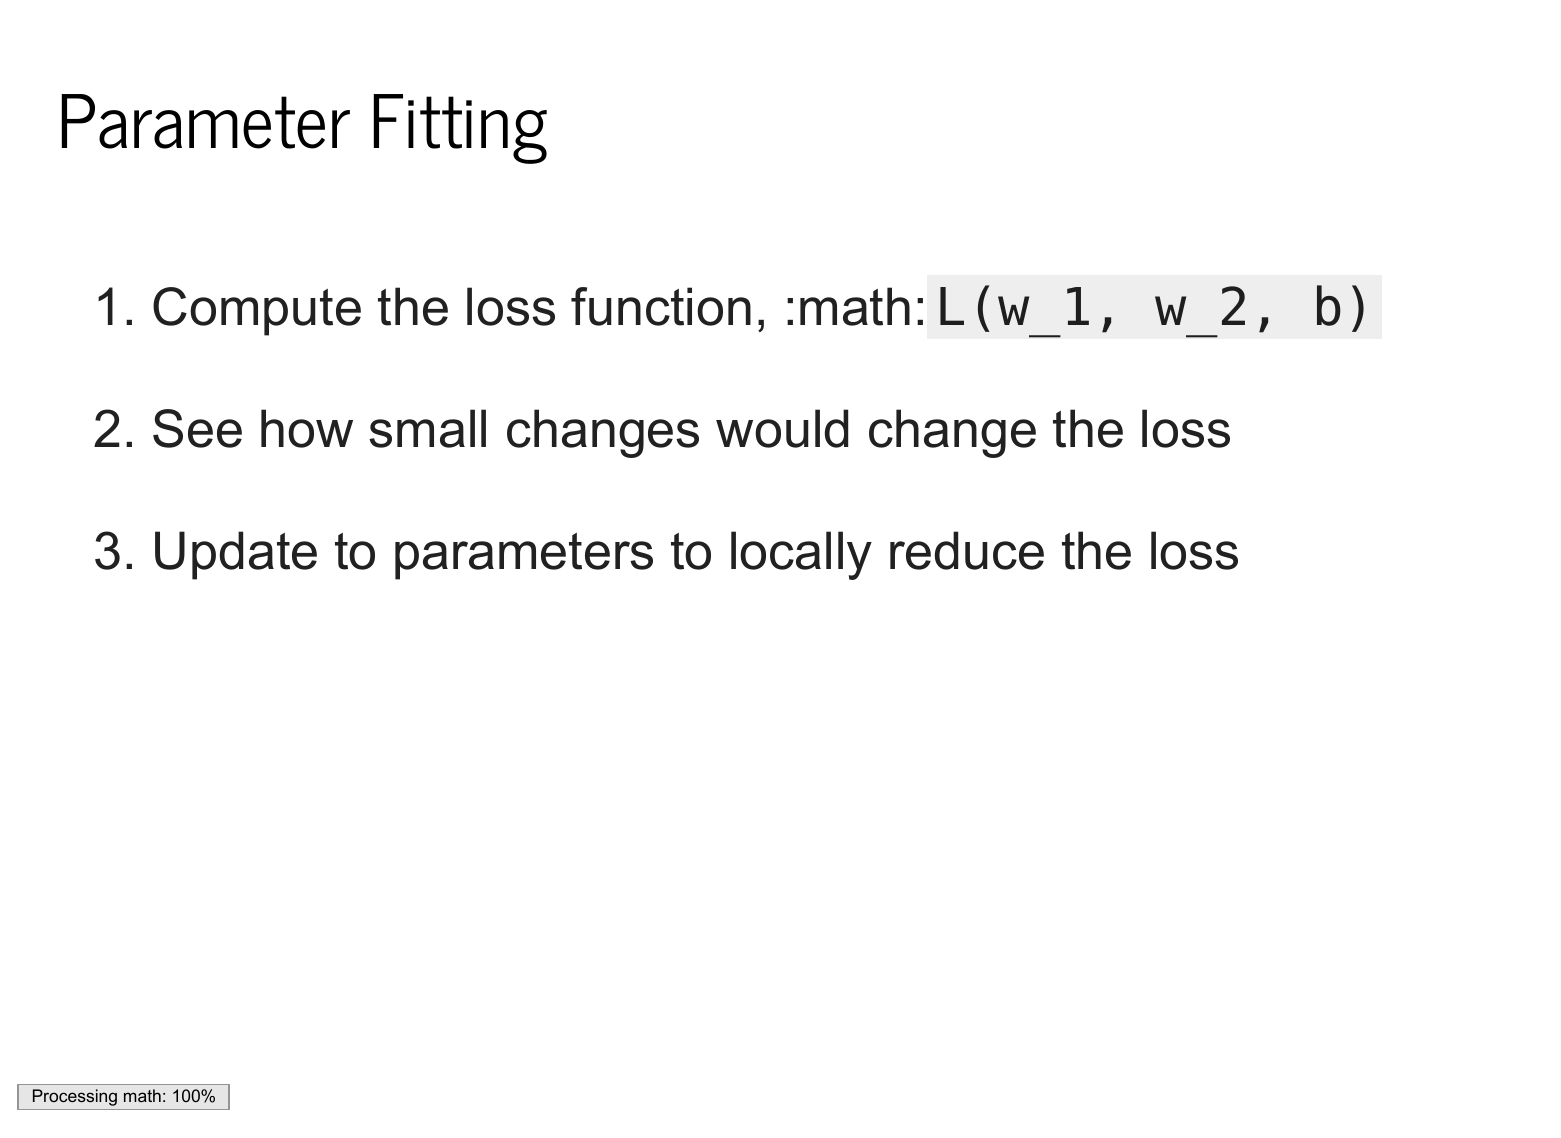 Parameter Fitting
1. Compute the loss function, :math:L(w_1, w_2, b)
2. See how small changes would change the loss
3. Update to parameters to locally reduce the loss
Processing math: 100%